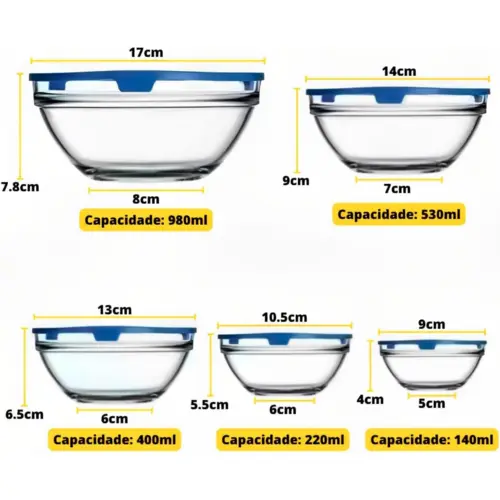 17cm
7.8cm
8cm
Capacidade: 980ml
14cm
9cm
7cm
Capacidade: 530ml
13cm
6.5cm
6cm
Capacidade: 400ml
10.5cm
5.5cm
6cm
Capacidade: 220ml
9cm
4cm
5cm
Capacidade: 140ml